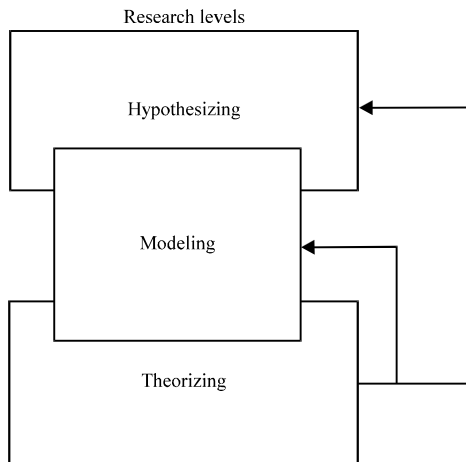 Research levels
Hypothesizing
Modeling
Theorizing